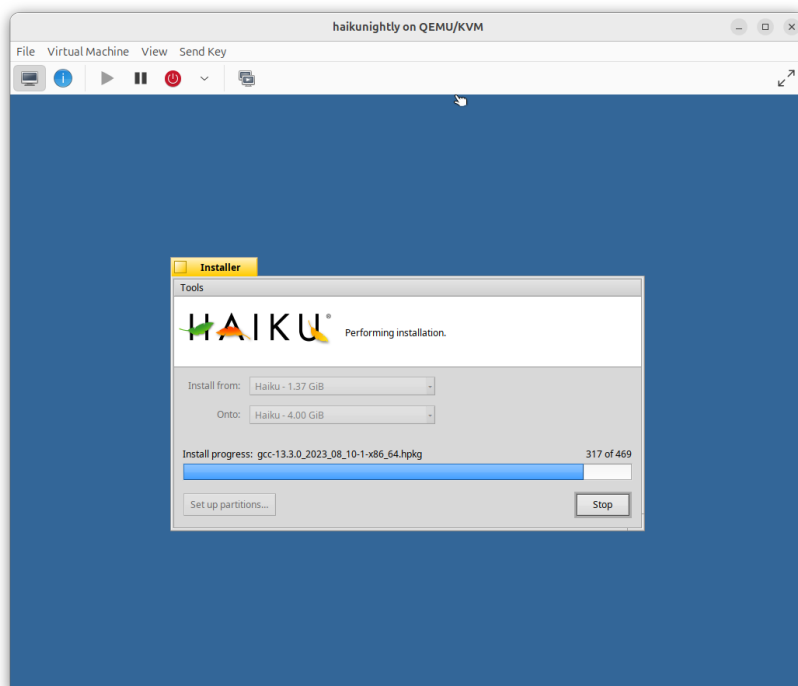 haikunightly on QEMU/KVM
File Virtual Machine View Send Key
Installer
Tools
HAIKU®
Performing installation.
Install from: Haiku - 1.37 GiB
Onto: Haiku - 4.00 GiB
Install progress: gcc-13.3.0_2023_08_10-1-x86_64.hpkg 317 of 469
Set up partitions... Stop